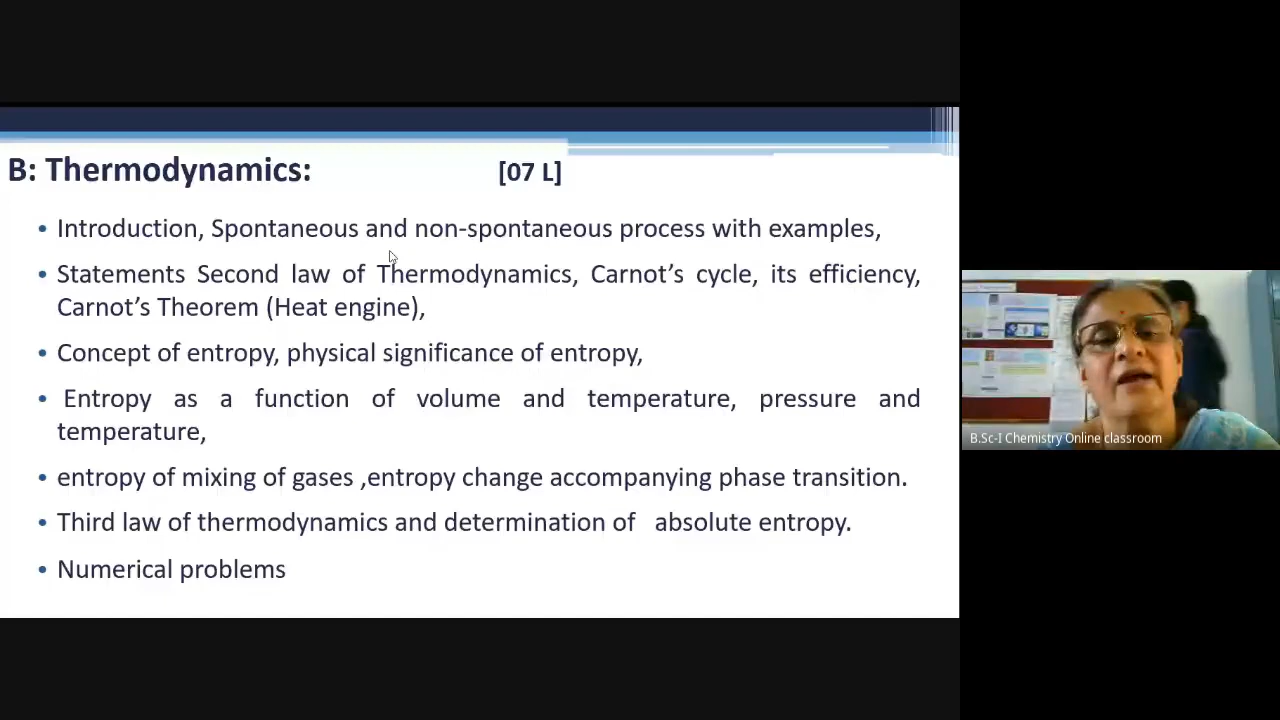 B: Thermodynamics: [07 L]
• Introduction, Spontaneous and non-spontaneous process with examples,
• Statements Second law of Thermodynamics, Carnot’s cycle, its efficiency,
Carnot’s Theorem (Heat engine),
• Concept of entropy, physical significance of entropy,
• Entropy as a function of volume and temperature, pressure and
temperature,
• entropy of mixing of gases ,entropy change accompanying phase transition.
• Third law of thermodynamics and determination of absolute entropy.
• Numerical problems
B.Sc-I Chemistry Online classroom